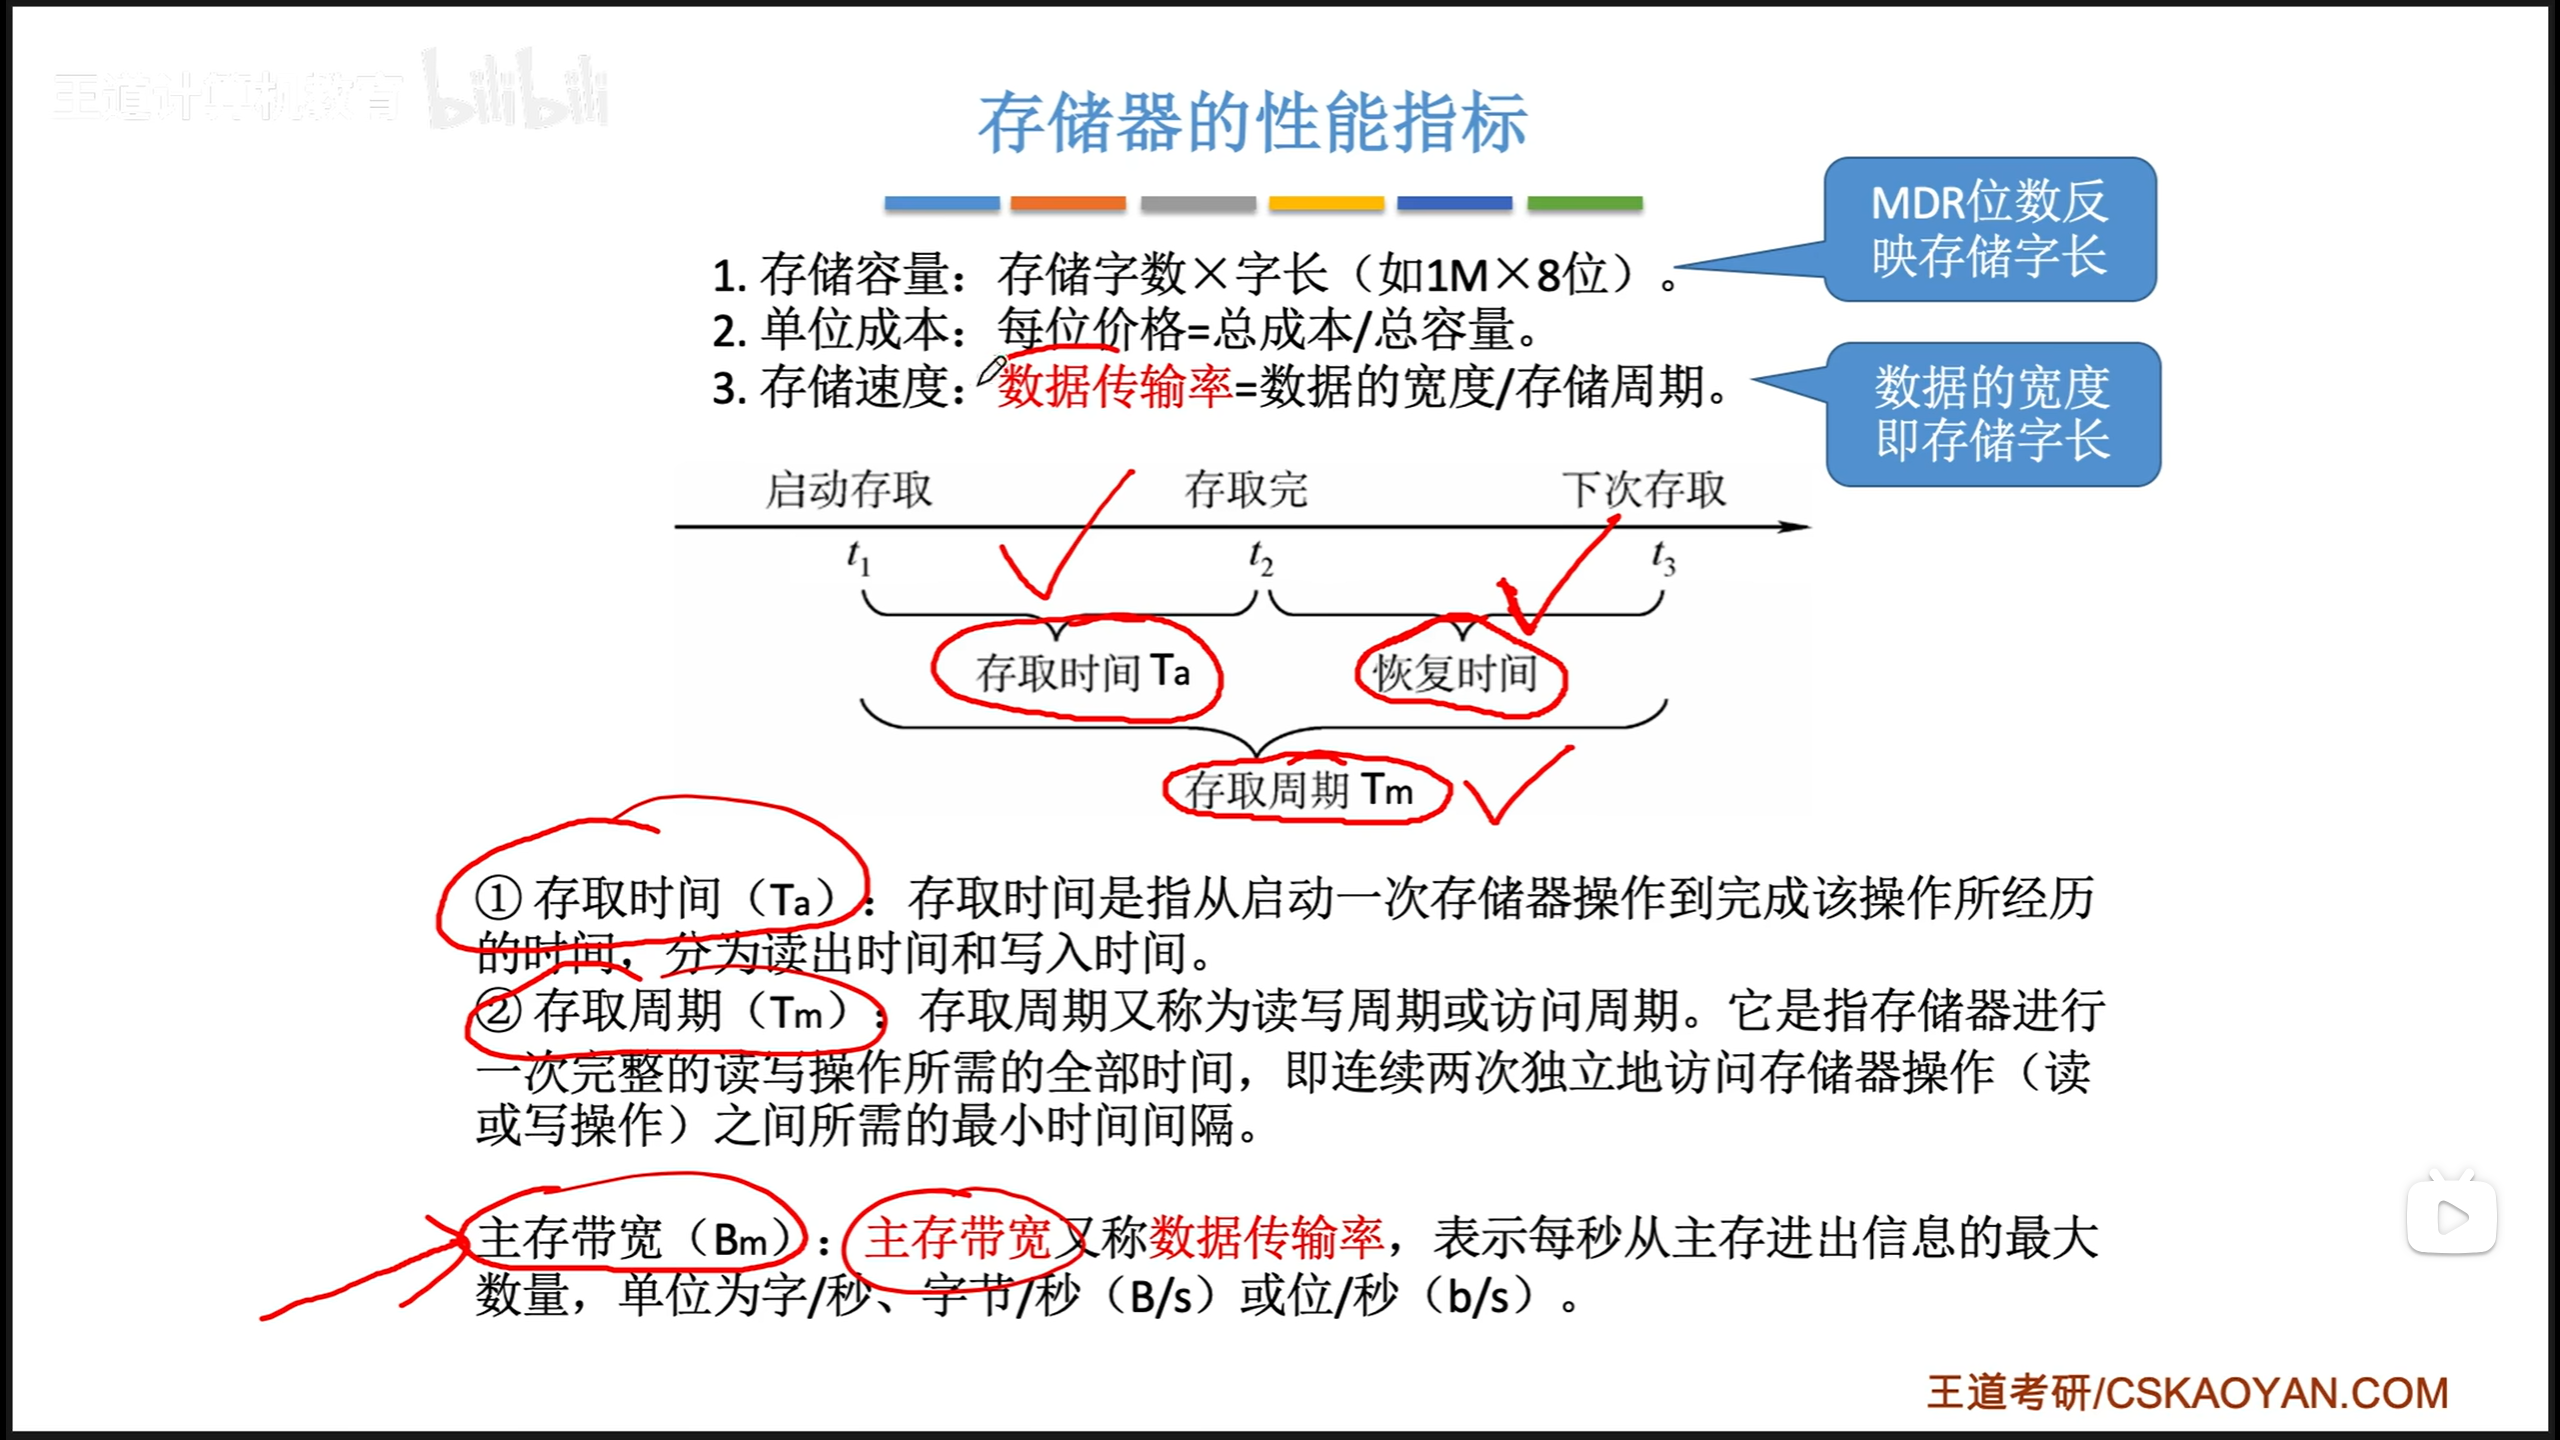 王道计算机教育 bilibili
存储器的性能指标
MDR位数反
映存储字长
1. 存储容量：存储字数×字长（如1M×8位）。
2. 单位成本：每位价格=总成本/总容量。
3. 存储速度：数据传输率=数据的宽度/存储周期。
数据的宽度
即存储字长
启动存取 存取完 下次存取
t1 t2 t3
存取时间 Ta 恢复时间
存取周期 Tm
① 存取时间（Ta）：存取时间是指从启动一次存储器操作到完成该操作所经历
的时间，分为读出时间和写入时间。
② 存取周期（Tm）：存取周期又称为读写周期或访问周期。它是指存储器进行
一次完整的读写操作所需的全部时间，即连续两次独立地访问存储器操作（读
或写操作）之间所需的最小时间间隔。
主存带宽（Bm）：主存带宽又称数据传输率，表示每秒从主存进出信息的最大
数量，单位为字/秒、字节/秒（B/s）或位/秒（b/s）。
王道考研/CSKAOYAN.COM